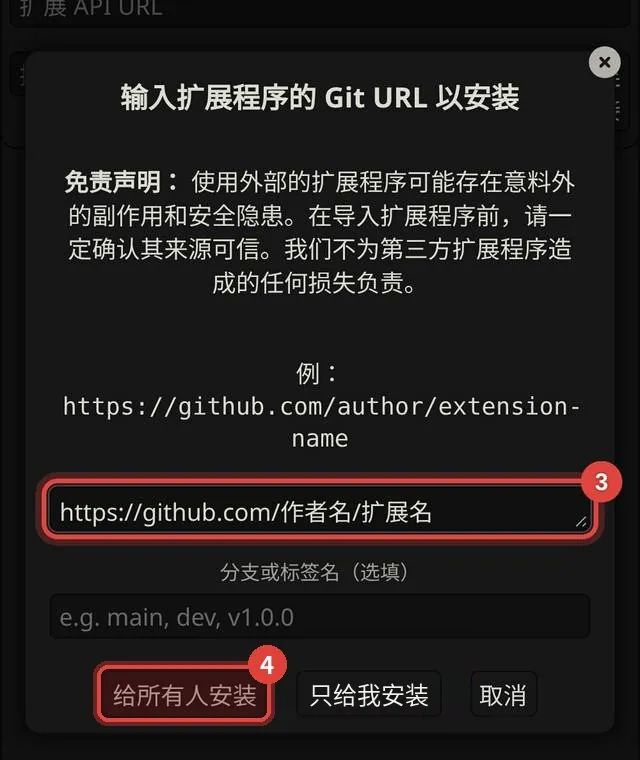 扩展 API URL
输入扩展程序的 Git URL 以安装
免责声明： 使用外部的扩展程序可能存在意料外
的副作用和安全隐患。在导入扩展程序前，请一
定确认其来源可信。我们不为第三方扩展程序造
成的任何损失负责。
例：
https://github.com/author/extension-
name
3
https://github.com/作者名/扩展名
分支或标签名（选填）
e.g. main, dev, v1.0.0
4
给所有人安装 只给我安装 取消